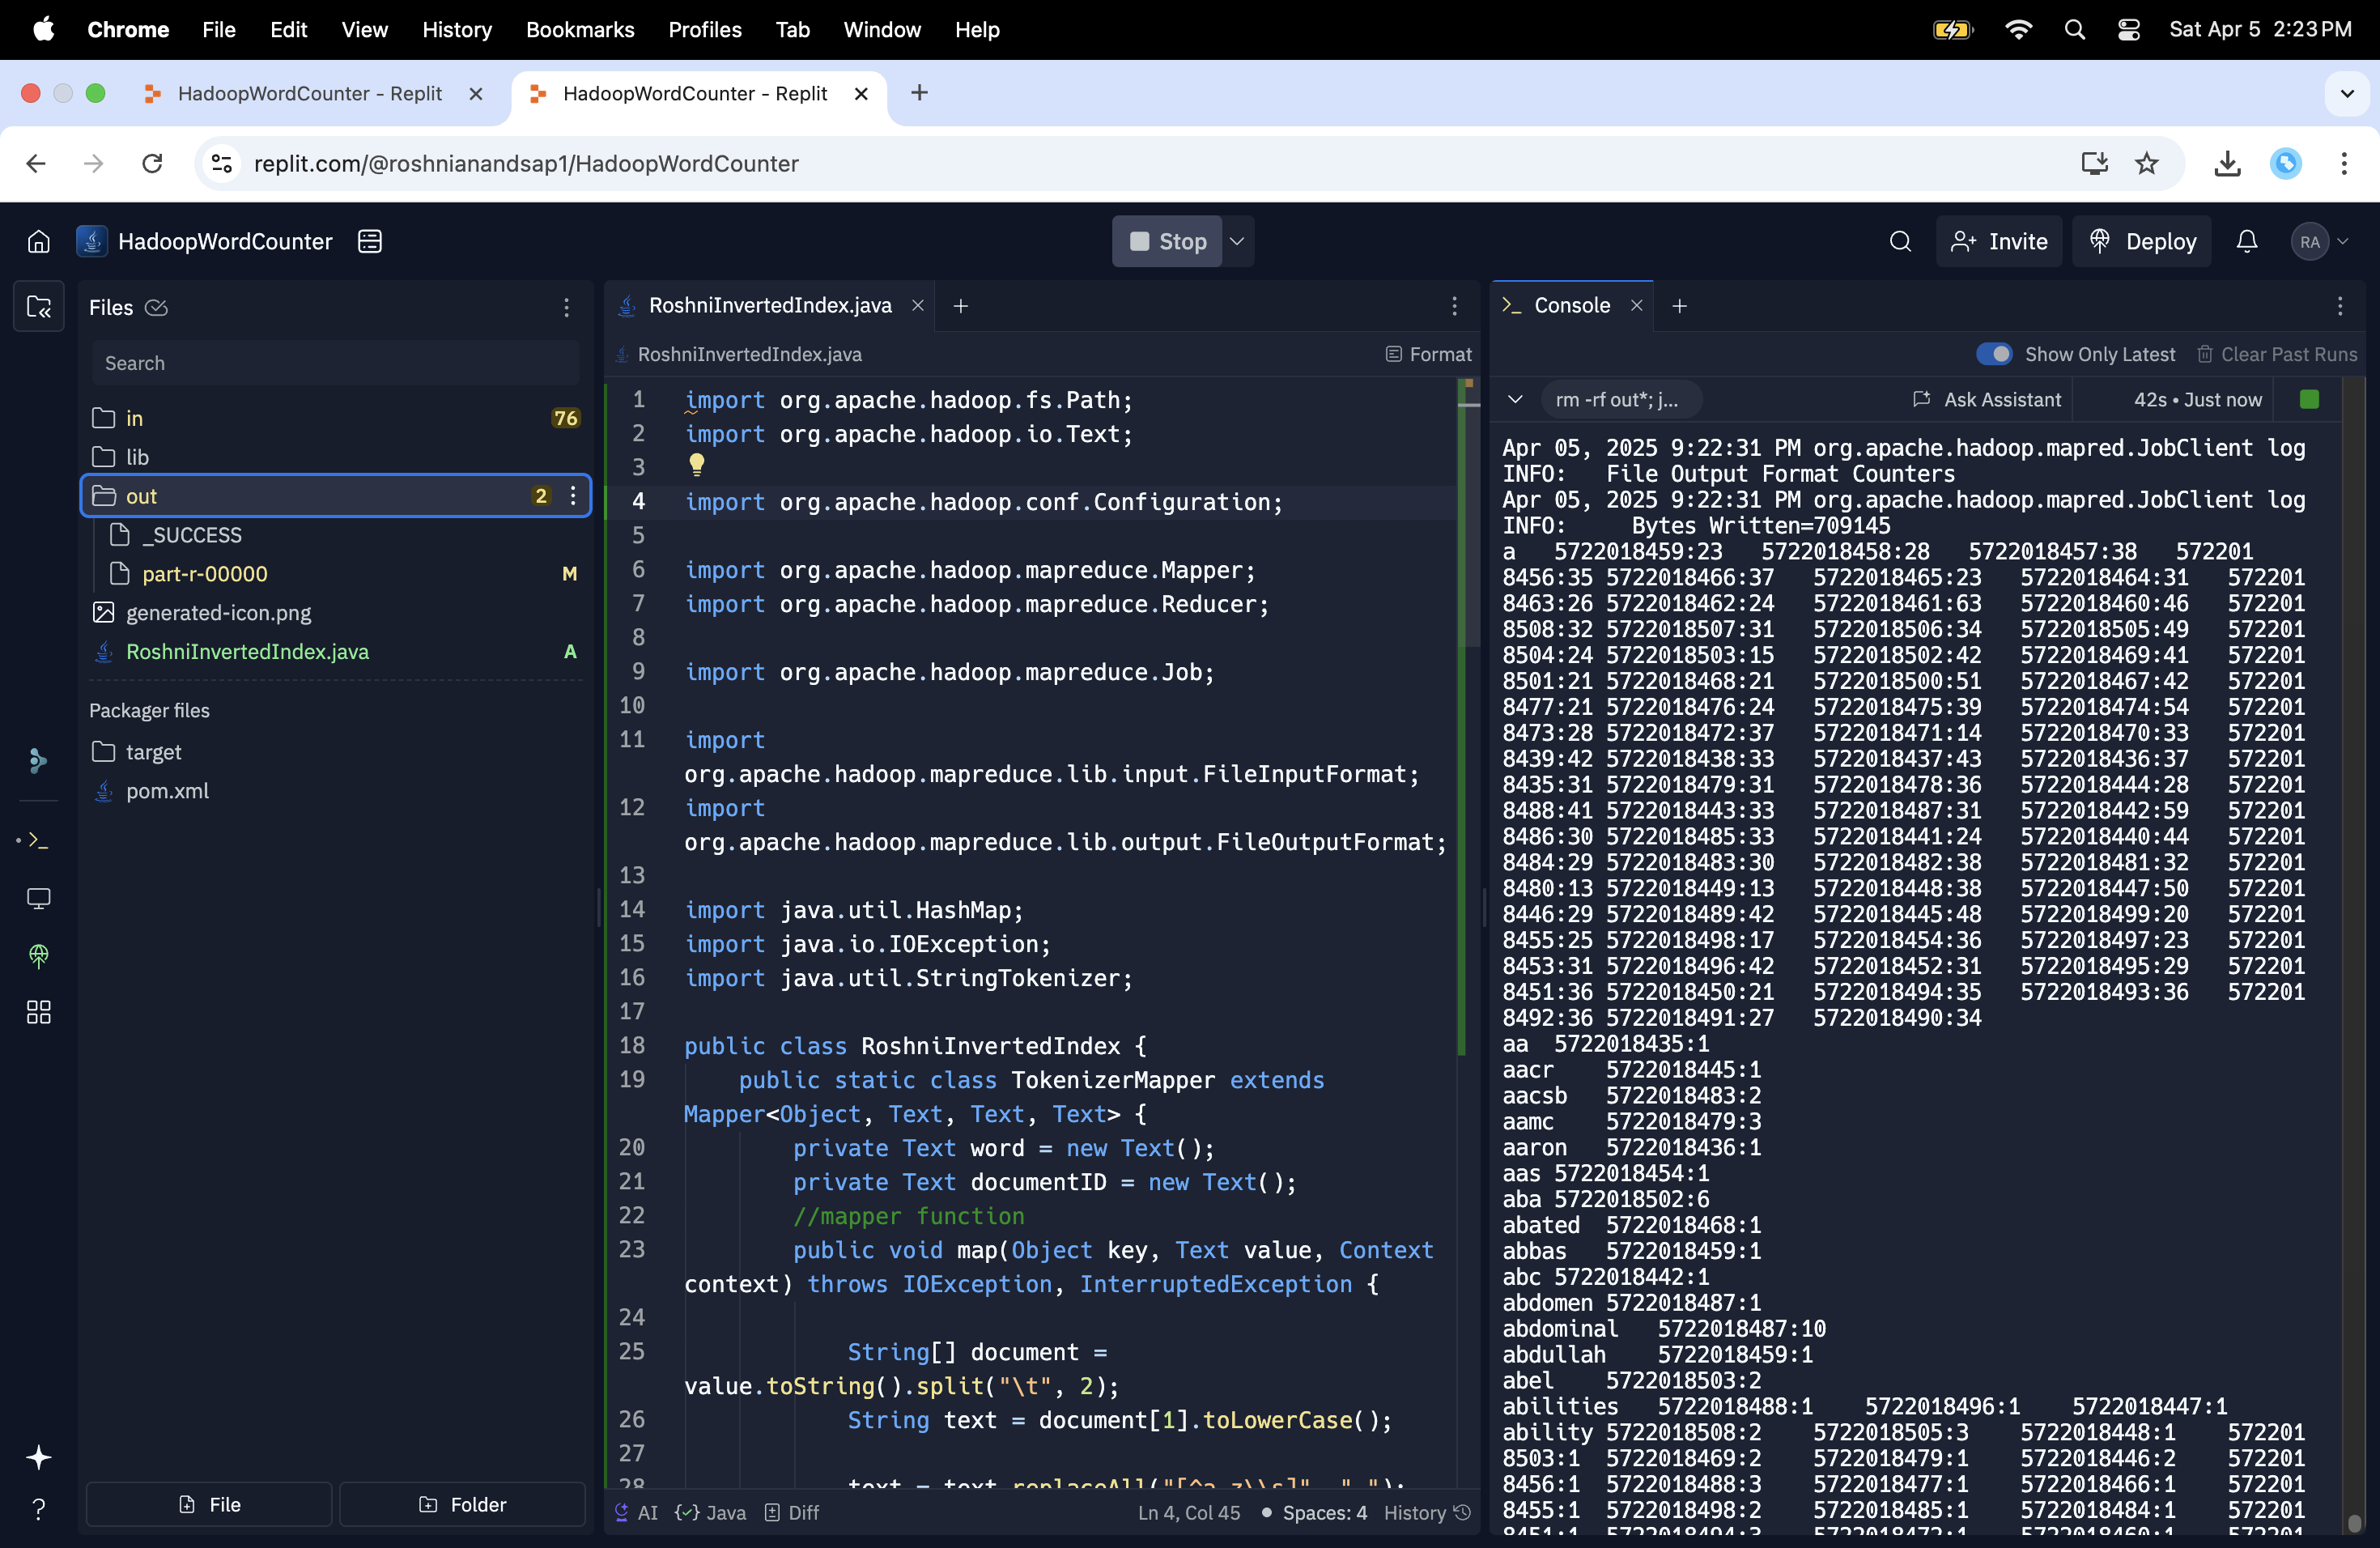 Chrome File Edit View History Bookmarks Profiles Tab Window Help Sat Apr 5 2:23 PM
HadoopWordCounter - Replit HadoopWordCounter - Replit
replit.com/@roshnianandsap1/HadoopWordCounter
HadoopWordCounter Stop Invite Deploy RA
Files
Search
in 76
lib
out 2
_SUCCESS
part-r-00000 M
generated-icon.png
RoshniInvertedIndex.java A
Packager files
target
pom.xml
File Folder
RoshniInvertedIndex.java
RoshniInvertedIndex.java Format
1 import org.apache.hadoop.fs.Path;
2 import org.apache.hadoop.io.Text;
3
4 import org.apache.hadoop.conf.Configuration;
5
6 import org.apache.hadoop.mapreduce.Mapper;
7 import org.apache.hadoop.mapreduce.Reducer;
8
9 import org.apache.hadoop.mapreduce.Job;
10
11 import
org.apache.hadoop.mapreduce.lib.input.FileInputFormat;
12 import
org.apache.hadoop.mapreduce.lib.output.FileOutputFormat;
13
14 import java.util.HashMap;
15 import java.io.IOException;
16 import java.util.StringTokenizer;
17
18 public class RoshniInvertedIndex {
19 public static class TokenizerMapper extends
Mapper<Object, Text, Text, Text> {
20 private Text word = new Text();
21 private Text documentID = new Text();
22 //mapper function
23 public void map(Object key, Text value, Context
context) throws IOException, InterruptedException {
24
25 String[] document =
value.toString().split("\t", 2);
26 String text = document[1].toLowerCase();
27
28 text = text.replaceAll("[^a-z\\s]", " ");
AI Java Diff Ln 4, Col 45 Spaces: 4 History
Console
Show Only Latest Clear Past Runs
rm -rf out*; j... Ask Assistant 42s • Just now
Apr 05, 2025 9:22:31 PM org.apache.hadoop.mapred.JobClient log
INFO: File Output Format Counters
Apr 05, 2025 9:22:31 PM org.apache.hadoop.mapred.JobClient log
INFO: Bytes Written=709145
a 5722018459:23 5722018458:28 5722018457:38 572201
8456:35 5722018466:37 5722018465:23 5722018464:31 572201
8463:26 5722018462:24 5722018461:63 5722018460:46 572201
8508:32 5722018507:31 5722018506:34 5722018505:49 572201
8504:24 5722018503:15 5722018502:42 5722018469:41 572201
8501:21 5722018468:21 5722018500:51 5722018467:42 572201
8477:21 5722018476:24 5722018475:39 5722018474:54 572201
8473:28 5722018472:37 5722018471:14 5722018470:33 572201
8439:42 5722018438:33 5722018437:43 5722018436:37 572201
8435:31 5722018479:31 5722018478:36 5722018444:28 572201
8488:41 5722018443:33 5722018487:31 5722018442:59 572201
8486:30 5722018485:33 5722018441:24 5722018440:44 572201
8484:29 5722018483:30 5722018482:38 5722018481:32 572201
8480:13 5722018449:13 5722018448:38 5722018447:50 572201
8446:29 5722018489:42 5722018445:48 5722018499:20 572201
8455:25 5722018498:17 5722018454:36 5722018497:23 572201
8453:31 5722018496:42 5722018452:31 5722018495:29 572201
8451:36 5722018450:21 5722018494:35 5722018493:36 572201
8492:36 5722018491:27 5722018490:34
aa 5722018435:1
aacr 5722018445:1
aacsb 5722018483:2
aamc 5722018479:3
aaron 5722018436:1
aas 5722018454:1
aba 5722018502:6
abated 5722018468:1
abbas 5722018459:1
abc 5722018442:1
abdomen 5722018487:1
abdominal 5722018487:10
abdullah 5722018459:1
abel 5722018503:2
abilities 5722018488:1 5722018496:1 5722018447:1
ability 5722018508:2 5722018505:3 5722018448:1 572201
8503:1 5722018469:2 5722018479:1 5722018446:2 572201
8456:1 5722018488:3 5722018477:1 5722018466:1 572201
8455:1 5722018498:2 5722018485:1 5722018484:1 572201
8451:1 5722018494:3 5722018472:1 5722018460:1 572201